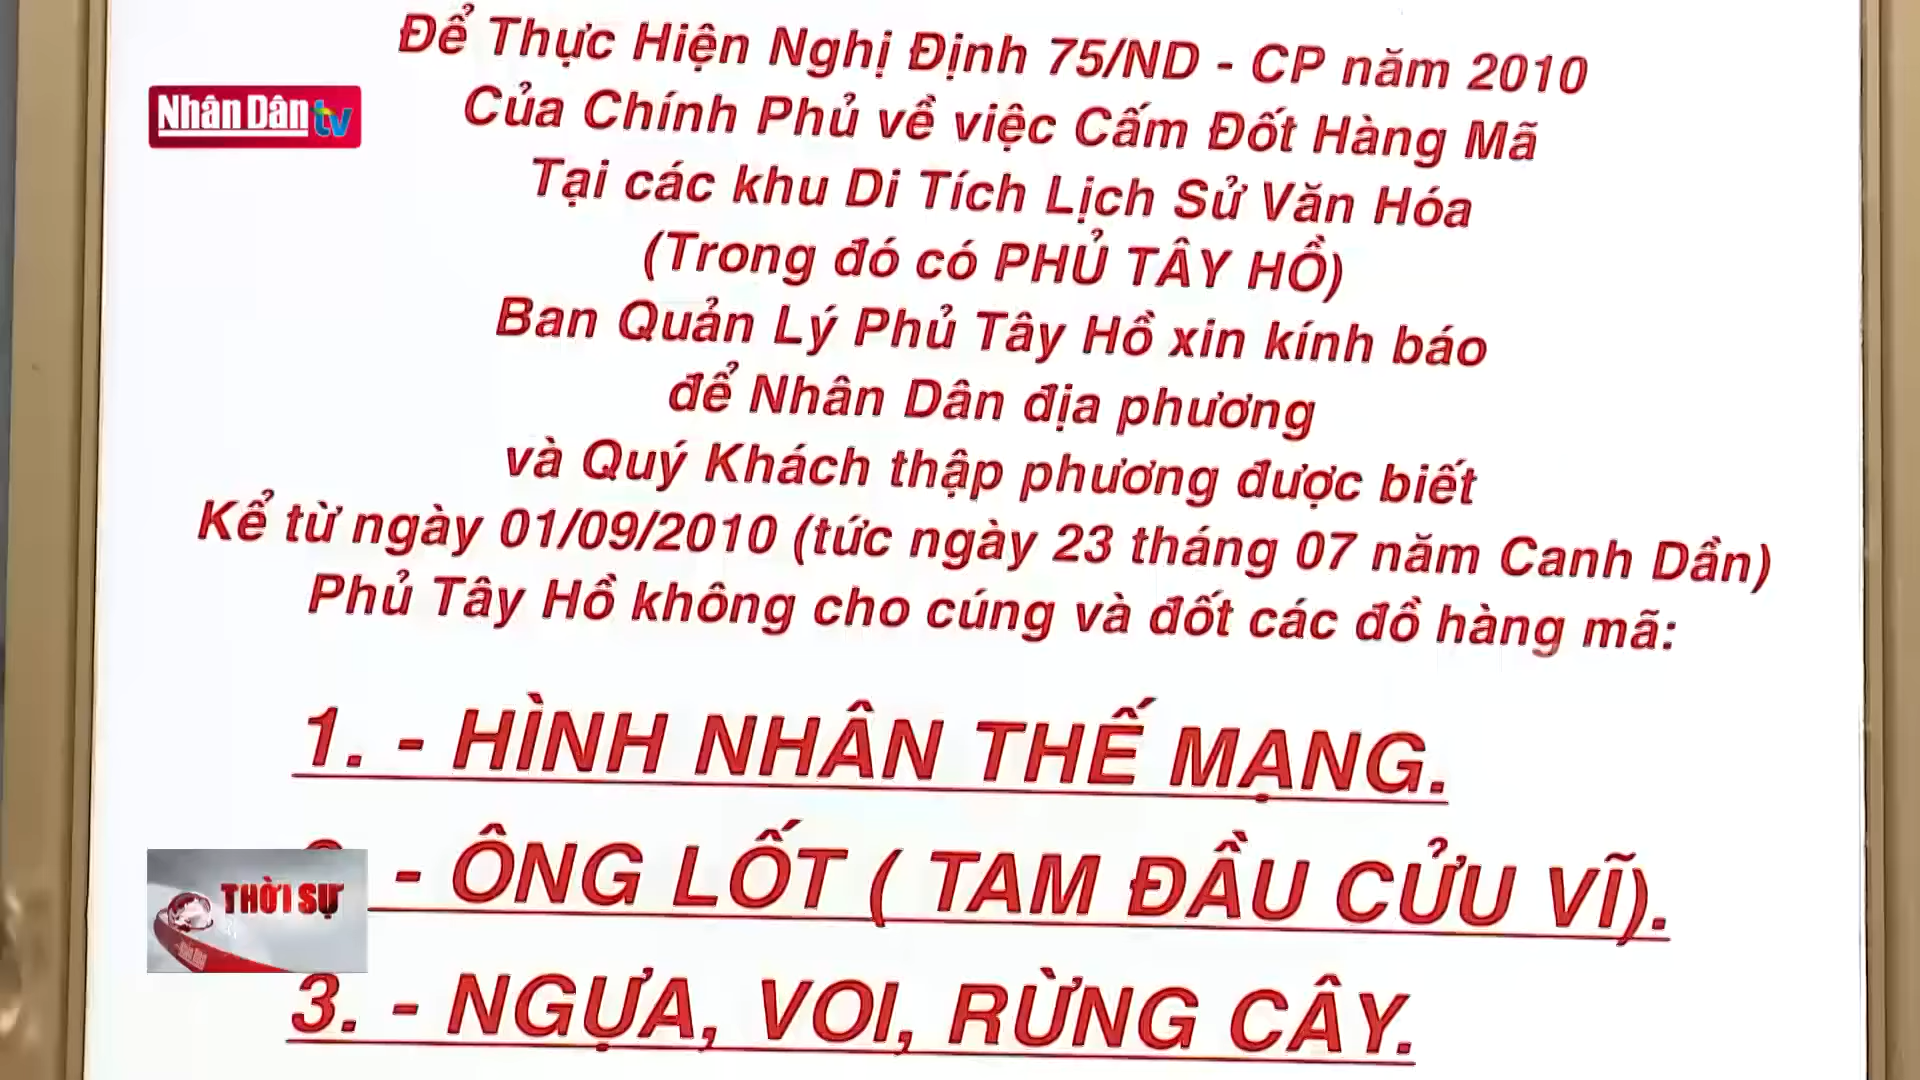 Để Thực Hiện Nghị Định 75/ND - CP năm 2010
Nhân Dân tv
Của Chính Phủ về việc Cấm Đốt Hàng Mã
Tại các khu Di Tích Lịch Sử Văn Hóa
(Trong đó có PHỦ TÂY HỒ)
Ban Quản Lý Phủ Tây Hồ xin kính báo
để Nhân Dân địa phương
và Quý Khách thập phương được biết
Kể từ ngày 01/09/2010 (tức ngày 23 tháng 07 năm Canh Dần)
Phủ Tây Hồ không cho cúng và đốt các đồ hàng mã:
1. - HÌNH NHÂN THẾ MẠNG.
- ÔNG LỐT ( TAM ĐẦU CỬU VĨ).
THỜI SỰ
3. - NGỰA, VOI, RỪNG CÂY.